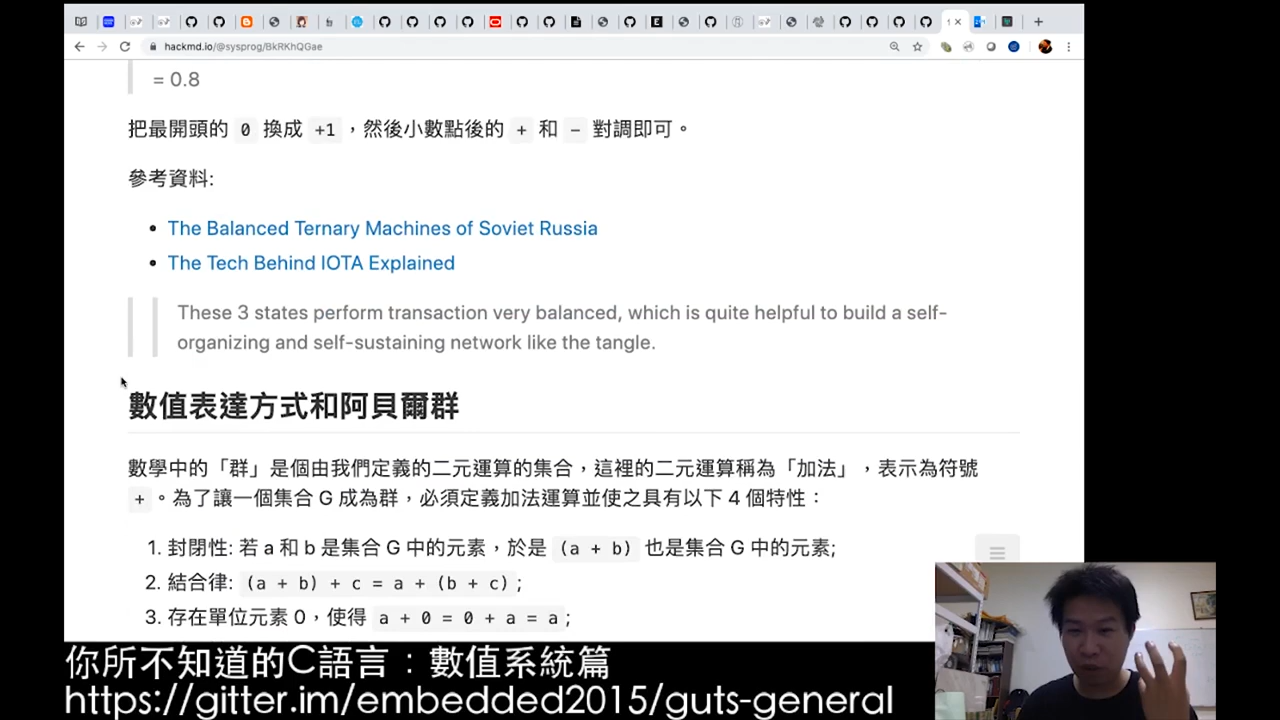 hackmd.io/@sysprog/BkRKhQGae
= 0.8
把最開頭的 0 換成 +1，然後小數點後的 + 和 - 對調即可。
參考資料:
• The Balanced Ternary Machines of Soviet Russia
• The Tech Behind IOTA Explained
These 3 states perform transaction very balanced, which is quite helpful to build a self-
organizing and self-sustaining network like the tangle.
數值表達方式和阿貝爾群
數學中的「群」是個由我們定義的二元運算的集合，這裡的二元運算稱為「加法」，表示為符號
+ 。為了讓一個集合 G 成為群，必須定義加法運算並使之具有以下 4 個特性：
1. 封閉性: 若 a 和 b 是集合 G 中的元素，於是 (a + b) 也是集合 G 中的元素;
2. 結合律: (a + b) + c = a + (b + c) ;
3. 存在單位元素 0，使得 a + 0 = 0 + a = a ;
你所不知道的C語言：數值系統篇
https://gitter.im/embedded2015/guts-general